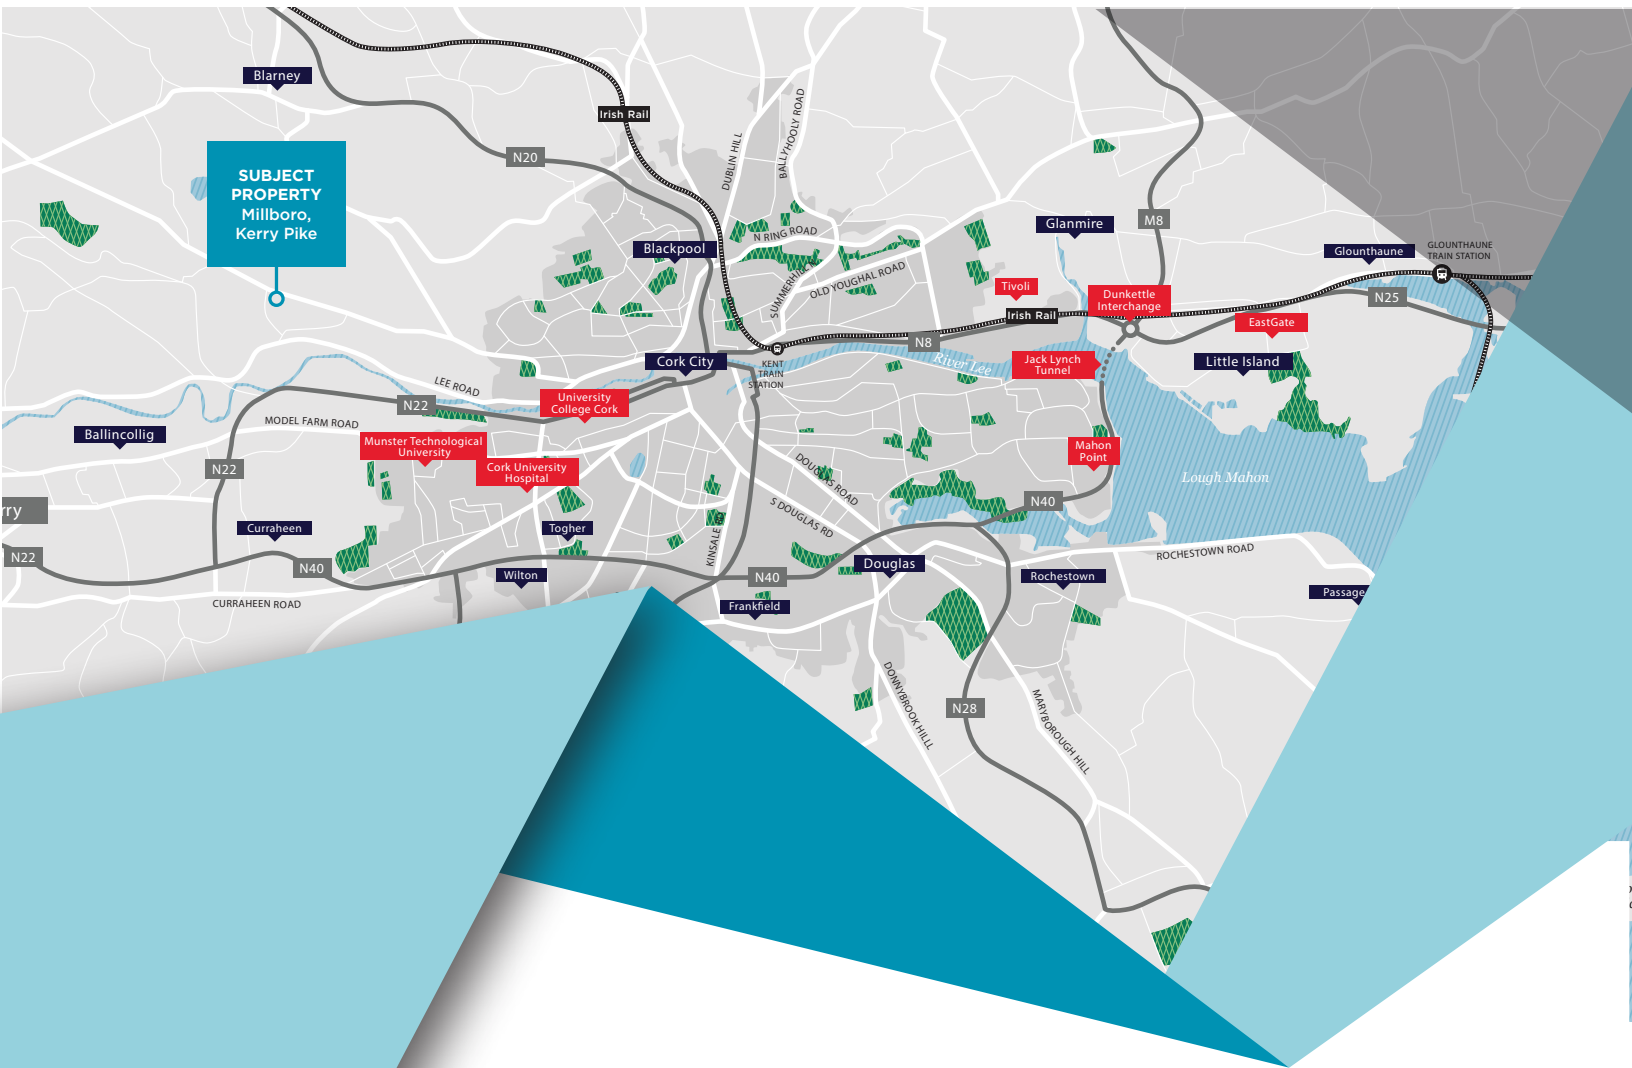 Blarney
Irish Rail
N20
DUBLIN HILL
BALLYHOOLY ROAD
SUBJECT
PROPERTY
Millboro,
Kerry Pike
M8
Glanmire
N RING ROAD
Blackpool
Glounthaune
GLOUNTHAUNE
TRAIN STATION
SUMMERHILL N
OLD YOUGHAL ROAD
Tivoli
Dunkettle
Interchange
N25
Irish Rail
EastGate
N8
River Lee
Cork City
KENT
TRAIN
STATION
Jack Lynch
Tunnel
Little Island
LEE ROAD
N22
University
College Cork
MODEL FARM ROAD
Ballincollig
Munster Technological
University
Cork University
Hospital
Mahon
Point
N22
DOUGLAS ROAD
Lough Mahon
N40
S DOUGLAS RD
rry
Curraheen
Togher
KINSALE RD
N22
N40
Wilton
N40
Douglas
ROCHESTOWN ROAD
Rochestown
Passage
CURRAHEEN ROAD
Frankfield
DONNYBROOK HILLL
N28
MARYBOROUGH HILL